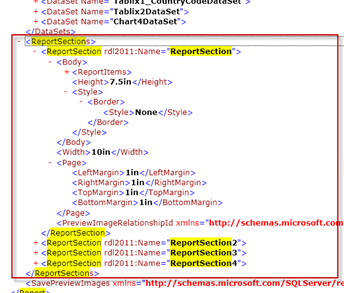 + <DataSet Name="Tablix1_CountryCodeDataSet">
+ <DataSet Name="Tablix2DataSet">
+ <DataSet Name="Chart4DataSet">
</DataSets>
- <ReportSections>
- <ReportSection rdl2011:Name="ReportSection">
- <Body>
+ <ReportItems>
<Height>7.5in</Height>
- <Style>
- <Border>
<Style>None</Style>
</Border>
</Style>
</Body>
<Width>10in</Width>
- <Page>
<LeftMargin>1in</LeftMargin>
<RightMargin>1in</RightMargin>
<TopMargin>1in</TopMargin>
<BottomMargin>1in</BottomMargin>
</Page>
<PreviewImageRelationshipId xmlns="http://schemas.microsoft.com
</ReportSection>
+ <ReportSection rdl2011:Name="ReportSection2">
+ <ReportSection rdl2011:Name="ReportSection3">
+ <ReportSection rdl2011:Name="ReportSection4">
</ReportSections>
<SavePreviewImages xmlns="http://schemas.microsoft.com/SQLServer/re
</Report>